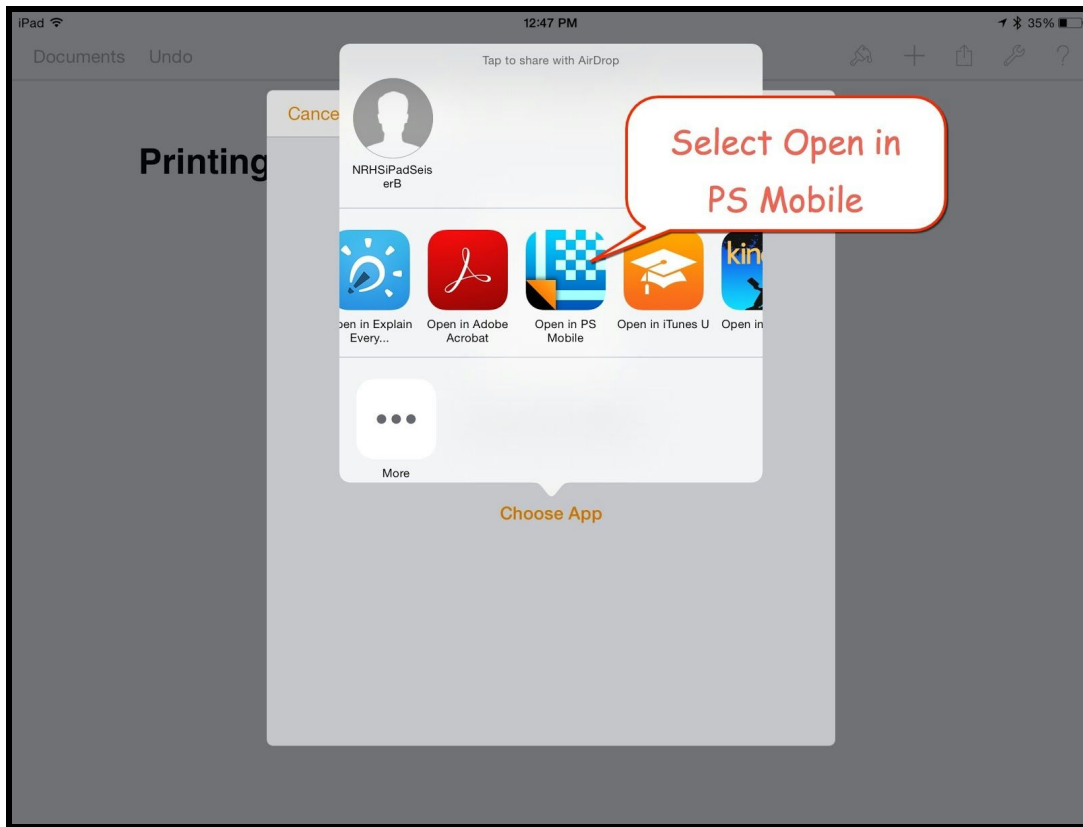 iPad 12:47 PM 35%
Documents Undo ?
Tap to share with AirDrop
Cance
Select Open in
PS Mobile
Printing
NRHSiPadSeis
erB
kin
pen in Explain Open in Adobe Open in PS Open in iTunes U Open in
Every... Acrobat Mobile
More
Choose App